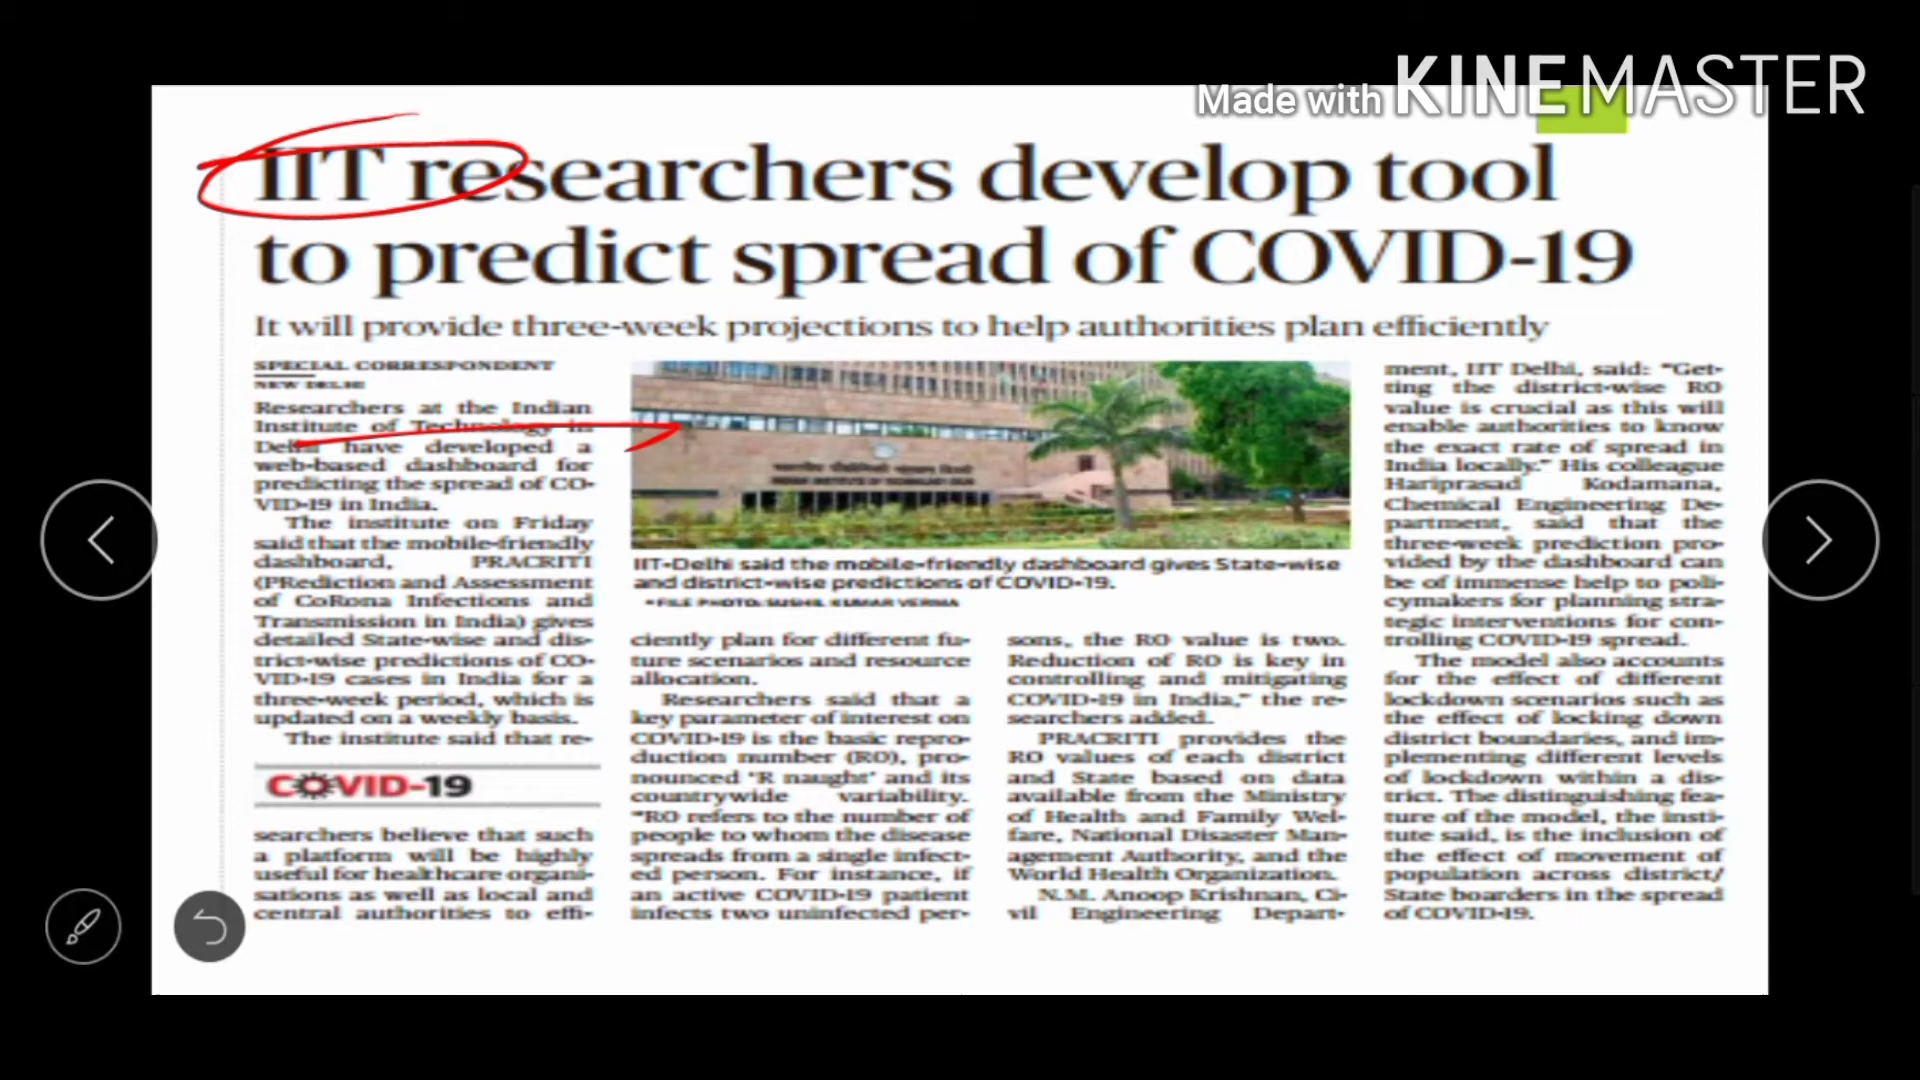 Made with KINEMASTER
IIT researchers develop tool
to predict spread of COVID-19
It will provide three-week projections to help authorities plan efficiently
SPECIAL CORRESPONDENT
NEW DELHI
Researchers at the Indian
Institute of Technology in
Delhi have developed a
web-based dashboard for
predicting the spread of CO-
VID-19 in India.
The institute on Friday
said that the mobile-friendly
dashboard, PRACRITI
(PRediction and Assessment
of CoRona Infections and
Transmission in India) gives
detailed State-wise and dis-
trict-wise predictions of CO-
VID-19 cases in India for a
three-week period, which is
updated on a weekly basis.
The institute said that re-
COVID-19
searchers believe that such
a platform will be highly
useful for healthcare organi-
sations as well as local and
central authorities to effi-
IIT-Delhi said the mobile-friendly dashboard gives State-wise
and district-wise predictions of COVID-19.
•FILE PHOTO: SUSHIL KUMAR VERMA
ciently plan for different fu-
ture scenarios and resource
allocation.
Researchers said that a
key parameter of interest on
COVID-19 is the basic repro-
duction number (R0), pro-
nounced 'R naught' and its
countrywide variability.
"R0 refers to the number of
people to whom the disease
spreads from a single infect-
ed person. For instance, if
an active COVID-19 patient
infects two uninfected per-
sons, the R0 value is two.
Reduction of R0 is key in
controlling and mitigating
COVID-19 in India," the re-
searchers added.
PRACRITI provides the
R0 values of each district
and State based on data
available from the Ministry
of Health and Family Wel-
fare, National Disaster Man-
agement Authority, and the
World Health Organization.
N.M. Anoop Krishnan, Ci-
vil Engineering Depart-
ment, IIT Delhi, said: "Get-
ting the district-wise R0
value is crucial as this will
enable authorities to know
the exact rate of spread in
India locally." His colleague
Hariprasad Kodamana,
Chemical Engineering De-
partment, said that the
three-week prediction pro-
vided by the dashboard can
be of immense help to poli-
cymakers for planning stra-
tegic interventions for con-
trolling COVID-19 spread.
The model also accounts
for the effect of different
lockdown scenarios such as
the effect of locking down
district boundaries, and im-
plementing different levels
of lockdown within a dis-
trict. The distinguishing fea-
ture of the model, the insti-
tute said, is the inclusion of
the effect of movement of
population across district/
State boarders in the spread
of COVID-19.